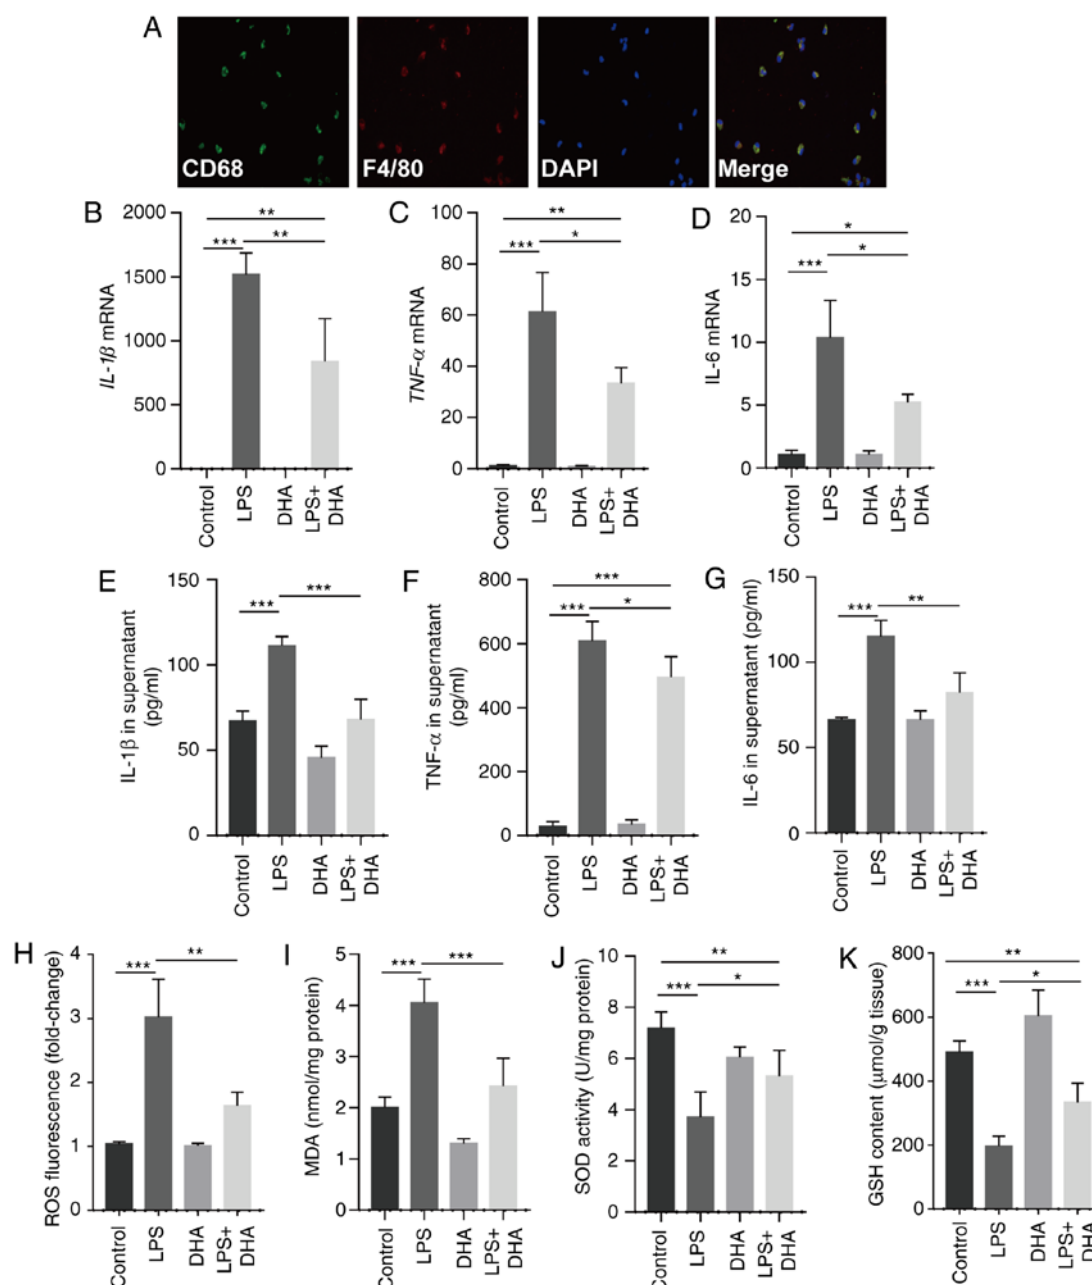 A
CD68
F4/80
DAPI
Merge
B
2000
1500
1000
500
0
IL-1β mRNA
**
***
**
Control
LPS
DHA
LPS+
DHA
C
100
80
60
40
20
0
TNF-α mRNA
**
***
*
Control
LPS
DHA
LPS+
DHA
D
20
15
10
5
0
IL-6 mRNA
*
***
*
Control
LPS
DHA
LPS+
DHA
E
150
100
50
0
IL-1β in supernatant
(pg/ml)
***
***
Control
LPS
DHA
LPS+
DHA
F
800
600
400
200
0
TNF-α in supernatant
(pg/ml)
***
***
*
Control
LPS
DHA
LPS+
DHA
G
150
100
50
0
IL-6 in supernatant (pg/ml)
***
**
Control
LPS
DHA
LPS+
DHA
H
4
3
2
1
0
ROS fluorescence (fold-change)
***
**
Control
LPS
DHA
LPS+
DHA
I
5
4
3
2
1
0
MDA (nmol/mg protein)
***
***
Control
LPS
DHA
LPS+
DHA
J
10
8
6
4
2
0
SOD activity (U/mg protein)
**
***
*
Control
LPS
DHA
LPS+
DHA
K
800
600
400
200
0
GSH content (μmol/g tissue)
**
***
*
Control
LPS
DHA
LPS+
DHA